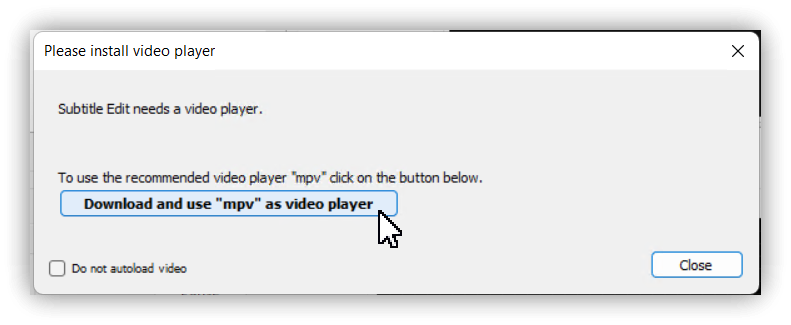 Please install video player
Subtitle Edit needs a video player.
To use the recommended video player "mpv" click on the button below.
Download and use "mpv" as video player
Do not autoload video
Close